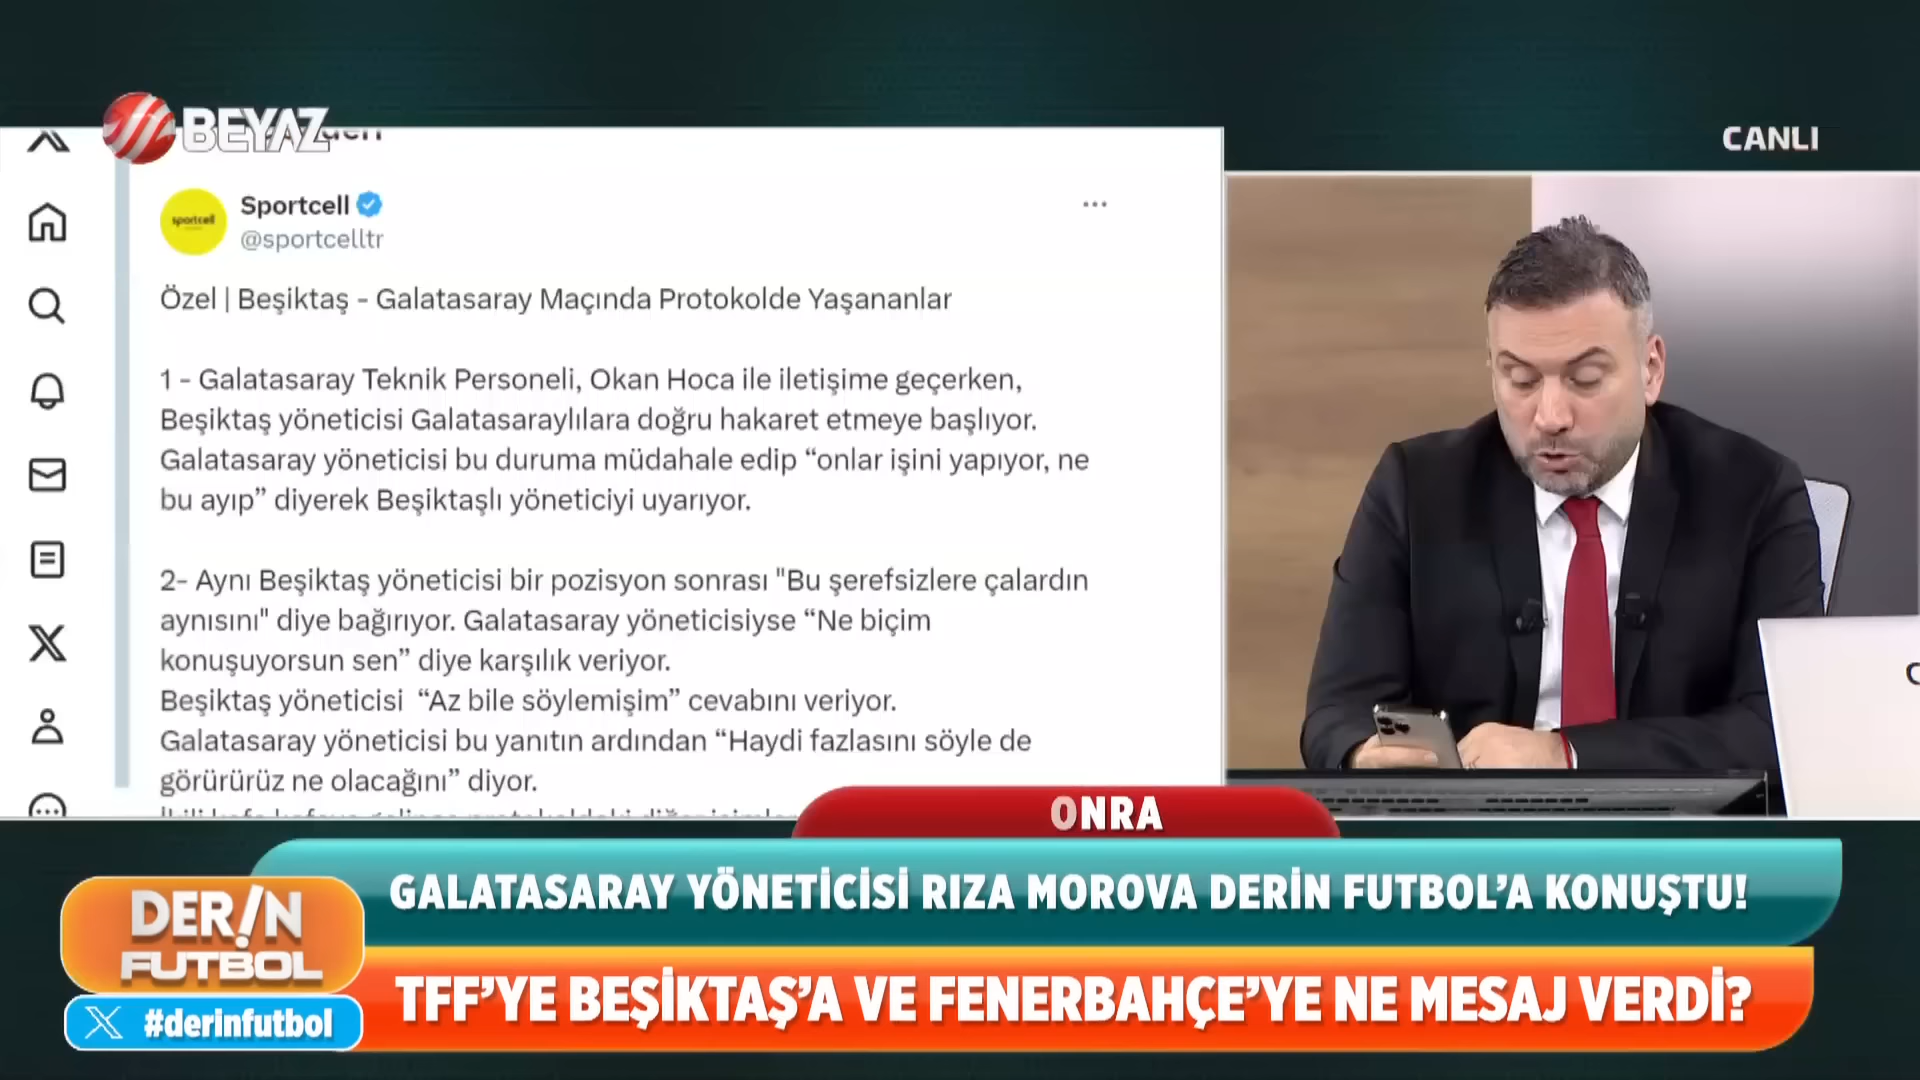 BEYAZ
CANLI
sportcell
Sportcell
@sportcelltr
Özel | Beşiktaş - Galatasaray Maçında Protokolde Yaşananlar
1 - Galatasaray Teknik Personeli, Okan Hoca ile iletişime geçerken,
Beşiktaş yöneticisi Galatasaraylılara doğru hakaret etmeye başlıyor.
Galatasaray yöneticisi bu duruma müdahale edip “onlar işini yapıyor, ne
bu ayıp” diyerek Beşiktaşlı yöneticiyi uyarıyor.
2- Aynı Beşiktaş yöneticisi bir pozisyon sonrası "Bu şerefsizlere çalardın
aynısını" diye bağırıyor. Galatasaray yöneticisiyse “Ne biçim
konuşuyorsun sen” diye karşılık veriyor.
Beşiktaş yöneticisi “Az bile söylemişim” cevabını veriyor.
Galatasaray yöneticisi bu yanıtın ardından “Haydi fazlasını söyle de
görürürüz ne olacağını” diyor.
ONRA
GALATASARAY YÖNETİCİSİ RIZA MOROVA DERİN FUTBOL’A KONUŞTU!
DERİN
FUTBOL
TFF’YE BEŞİKTAŞ’A VE FENERBAHÇE’YE NE MESAJ VERDİ?
#derinfutbol